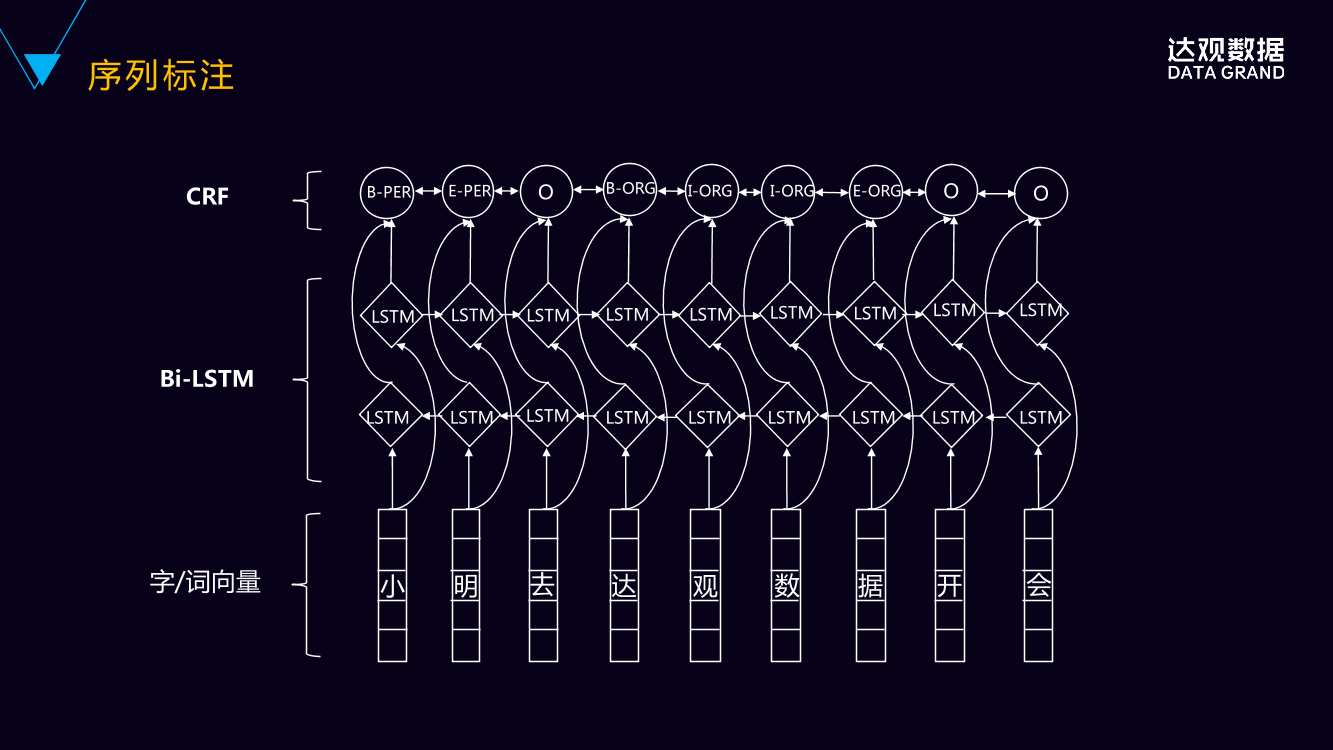 序列标注
达观数据
DATA GRAND
CRF
B-PER E-PER O B-ORG I-ORG I-ORG E-ORG O O
Bi-LSTM
LSTM LSTM LSTM LSTM LSTM LSTM LSTM LSTM LSTM
LSTM LSTM LSTM LSTM LSTM LSTM LSTM LSTM LSTM
字/词向量
小 明 去 达 观 数 据 开 会